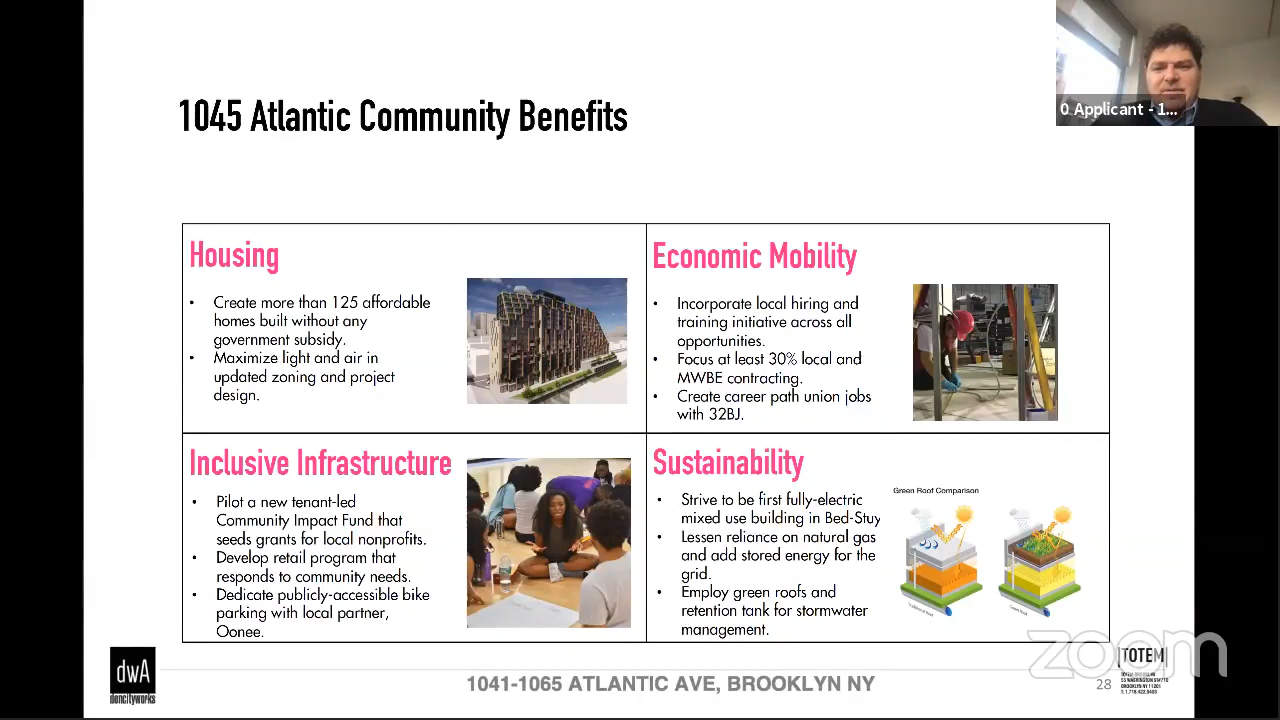 0 Applicant - 1...
1045 Atlantic Community Benefits
Housing
• Create more than 125 affordable
homes built without any
government subsidy.
• Maximize light and air in
updated zoning and project
design.
Economic Mobility
• Incorporate local hiring and
training initiative across all
opportunities.
• Focus at least 30% local and
MWBE contracting.
• Create career path union jobs
with 32BJ.
Inclusive Infrastructure
• Pilot a new tenant-led
Community Impact Fund that
seeds grants for local nonprofits.
• Develop retail program that
responds to community needs.
• Dedicate publicly-accessible bike
parking with local partner,
Oonee.
Sustainability
• Strive to be first fully-electric
mixed use building in Bed-Stuy
• Lessen reliance on natural gas
and add stored energy for the
grid.
• Employ green roofs and
retention tank for stormwater
management.
Green Roof Comparison
zoom
dwA
dencityworks
1041-1065 ATLANTIC AVE, BROOKLYN NY
28
TOTEM
TOTEM BROOKLYN
BROOKLYN NY 11201